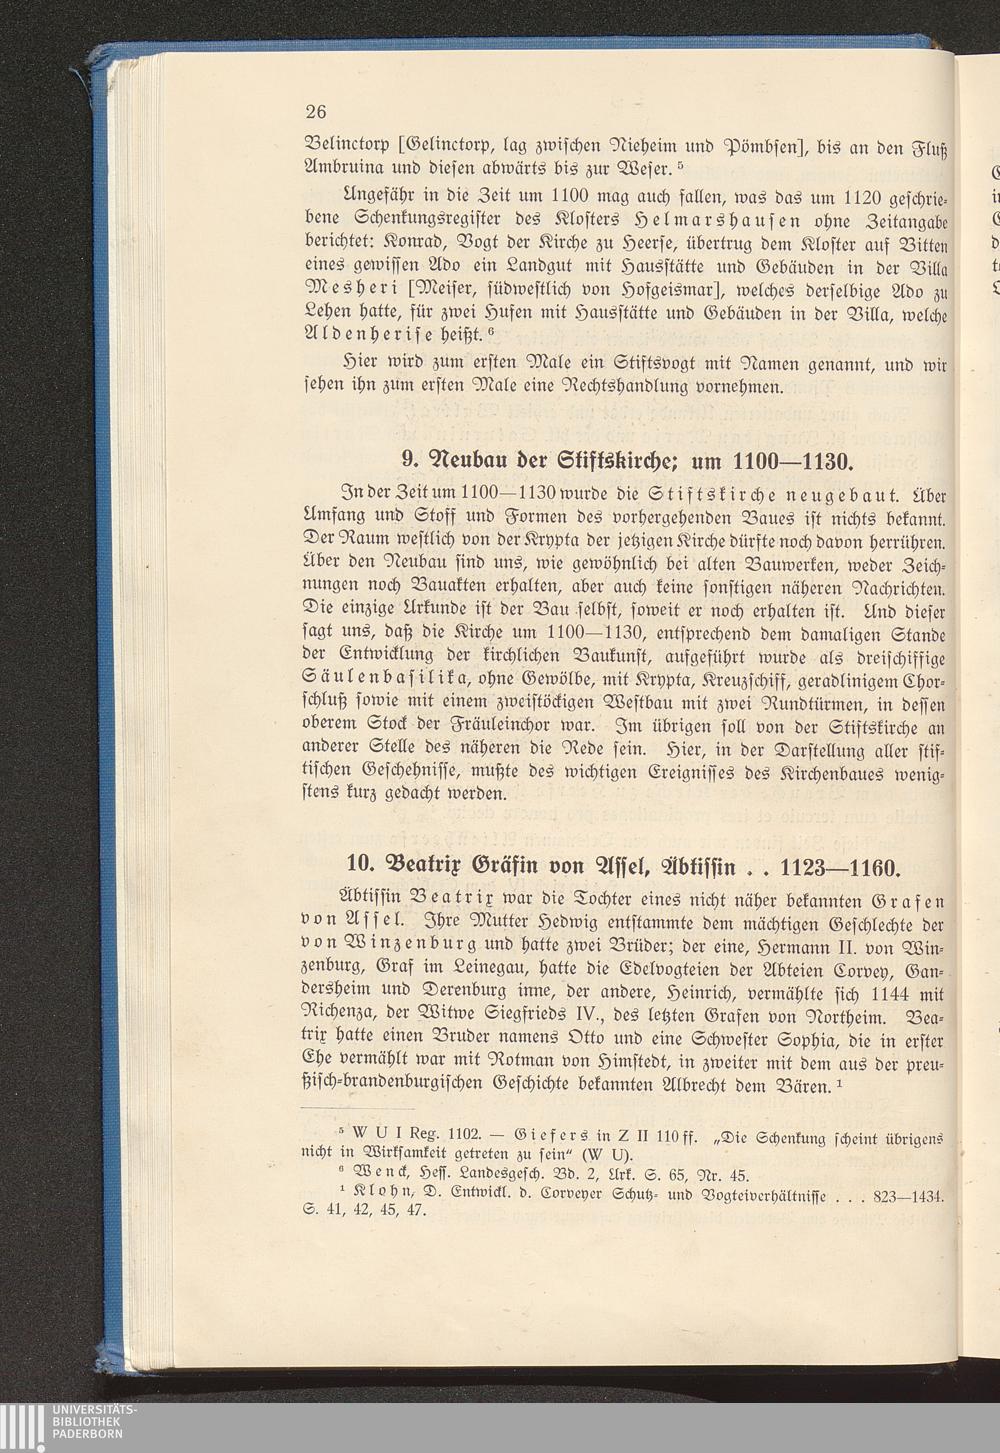 26
Velinctorp [Gelinctorp, lag zwischen Nieheim und Pömbsen], bis an den Fluß
Ambruina und diesen abwärts bis zur Weser. ⁵
Ungefähr in die Zeit um 1100 mag auch fallen, was das um 1120 geschrie-
bene Schenkungsregister des Klosters Helmarshausen ohne Zeitangabe
berichtet: Konrad, Vogt der Kirche zu Heerse, übertrug dem Kloster auf Bitten
eines gewissen Ado ein Landgut mit Hausstätte und Gebäuden in der Villa
Mesheri [Meiser, südwestlich von Hofgeismar], welches derselbige Ado zu
Lehen hatte, für zwei Hufen mit Hausstätte und Gebäuden in der Villa, welche
Aldenherise heißt. ⁶
Hier wird zum ersten Male ein Stiftsvogt mit Namen genannt, und wir
sehen ihn zum ersten Male eine Rechtshandlung vornehmen.
9. Neubau der Stiftskirche; um 1100—1130.
In der Zeit um 1100—1130 wurde die Stiftskirche neugebaut. Über
Umfang und Stoff und Formen des vorhergehenden Baues ist nichts bekannt.
Der Raum westlich von der Krypta der jetzigen Kirche dürfte noch davon herrühren.
Über den Neubau sind uns, wie gewöhnlich bei alten Bauwerken, weder Zeich-
nungen noch Bauakten erhalten, aber auch keine sonstigen näheren Nachrichten.
Die einzige Urkunde ist der Bau selbst, soweit er noch erhalten ist. Und dieser
sagt uns, daß die Kirche um 1100—1130, entsprechend dem damaligen Stande
der Entwicklung der kirchlichen Baukunst, aufgeführt wurde als dreischiffige
Säulenbasilika, ohne Gewölbe, mit Krypta, Kreuzschiff, geradlinigem Chor-
schluß sowie mit einem zweistöckigen Westbau mit zwei Rundtürmen, in dessen
oberem Stock der Fräuleinchor war. Im übrigen soll von der Stiftskirche an
anderer Stelle des näheren die Rede sein. Hier, in der Darstellung aller stif-
tischen Geschehnisse, mußte des wichtigen Ereignisses des Kirchenbaues wenig-
stens kurz gedacht werden.
10. Beatrix Gräfin von Assel, Äbtissin . . 1123—1160.
Äbtissin Beatrix war die Tochter eines nicht näher bekannten Grafen
von Assel. Ihre Mutter Hedwig entstammte dem mächtigen Geschlechte der
von Winzenburg und hatte zwei Brüder; der eine, Hermann II. von Win-
zenburg, Graf im Leinegau, hatte die Edelvogteien der Abteien Corvey, Gan-
dersheim und Derenburg inne, der andere, Heinrich, vermählte sich 1144 mit
Richenza, der Witwe Siegfrieds IV., des letzten Grafen von Northeim. Bea-
trix hatte einen Bruder namens Otto und eine Schwester Sophia, die in erster
Ehe vermählt war mit Rotman von Himstedt, in zweiter mit dem aus der preu-
ßisch-brandenburgischen Geschichte bekannten Albrecht dem Bären. ¹
⁵ W U I Reg. 1102. — Giefers in Z II 110 ff. „Die Schenkung scheint übrigens
nicht in Wirksamkeit getreten zu sein“ (W U).
⁶ Wenck, Hess. Landesgesch. Bd. 2, Urk. S. 65, Nr. 45.
¹ Klohn, D. Entwickl. d. Corveyer Schutz- und Vogteiverhältnisse . . . 823—1434.
S. 41, 42, 45, 47.
UNIVERSITÄTS-
BIBLIOTHEK
PADERBORN